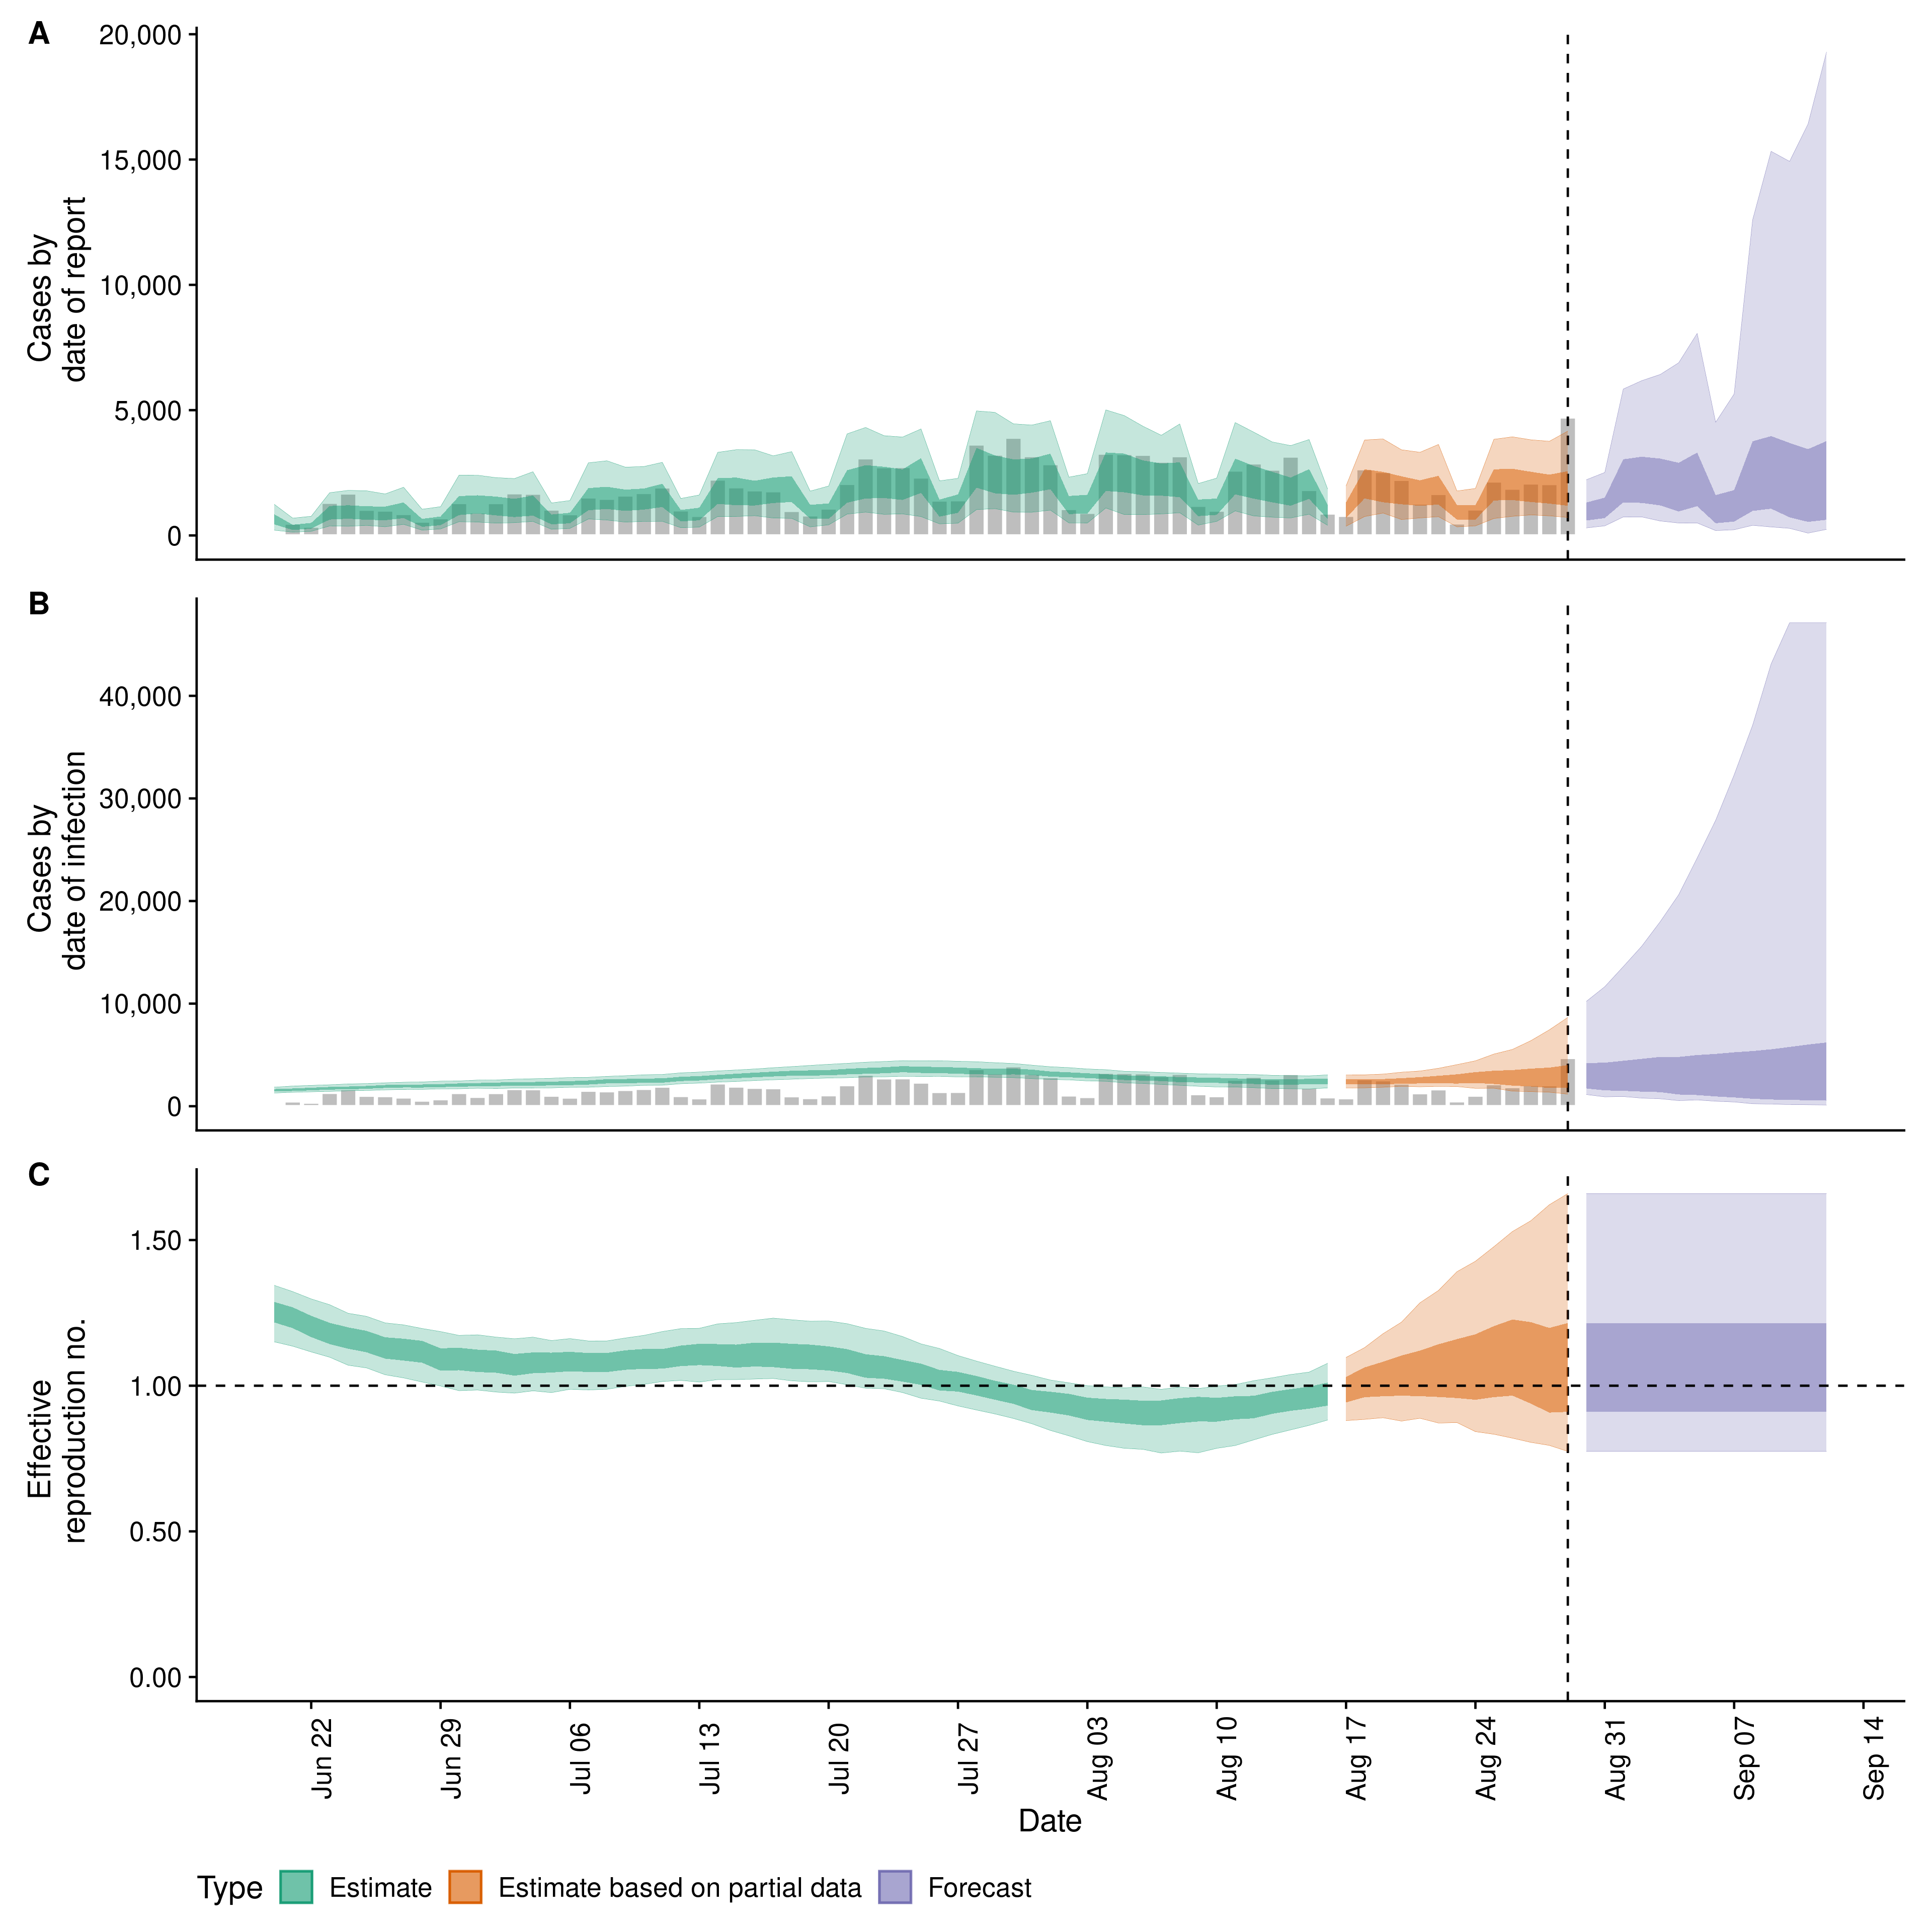 A
20,000
15,000
10,000
5,000
0
Cases by
date of report
B
40,000
30,000
20,000
10,000
0
Cases by
date of infection
C
1.50
1.00
0.50
0.00
Effective
reproduction no.
Jun 22
Jun 29
Jul 06
Jul 13
Jul 20
Jul 27
Aug 03
Aug 10
Aug 17
Aug 24
Aug 31
Sep 07
Sep 14
Date
Type Estimate Estimate based on partial data Forecast